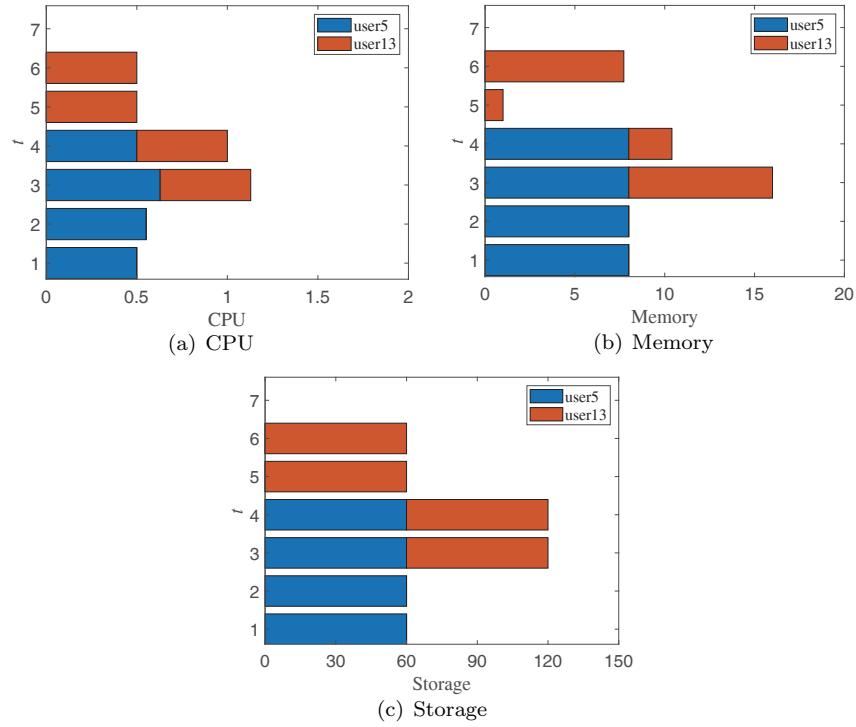 user5
user13
7
6
5
4
3
2
1
t
0 0.5 1 1.5 2
CPU
(a) CPU
user5
user13
7
6
5
4
3
2
1
t
0 5 10 15 20
Memory
(b) Memory
user5
user13
7
6
5
4
3
2
1
t
0 30 60 90 120 150
Storage
(c) Storage